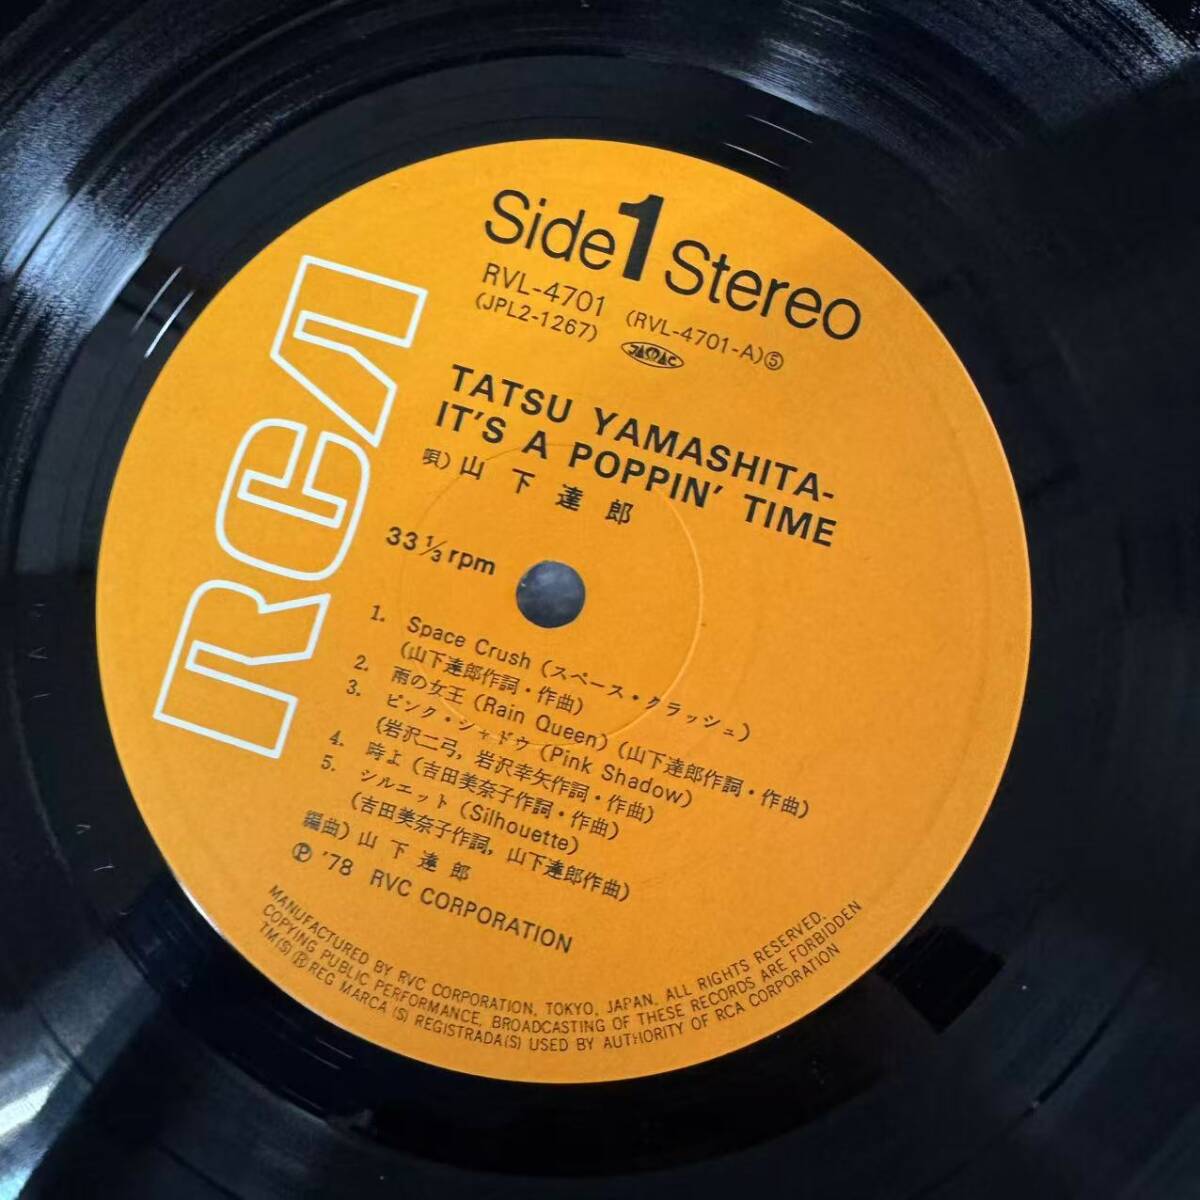 RCA
Side 1 Stereo
RVL-4701 (RVL-4701-A)⑤
(JPL2-1267) JASRAC
TATSU YAMASHITA-
IT'S A POPPIN' TIME
唄) 山下達郎
33 1/3 rpm
1. Space Crush (スペース・クラッシュ)
(山下達郎作詞・作曲)
2. 雨の女王 (Rain Queen) (山下達郎作詞・作曲)
3. ピンク・シャドウ (Pink Shadow)
(岩沢二弓, 岩沢幸矢作詞・作曲)
4. 時よ (吉田美奈子作詞・作曲)
5. シルエット (Silhouette)
(吉田美奈子作詞, 山下達郎作曲)
編曲) 山下達郎
Ⓟ '78 RVC CORPORATION
MANUFACTURED BY RVC CORPORATION, TOKYO, JAPAN. ALL RIGHTS RESERVED.
COPYING PUBLIC PERFORMANCE, BROADCASTING OF THESE RECORDS ARE FORBIDDEN
TM(S) ® REG MARCA (S) REGISTRADA(S) USED BY AUTHORITY OF RCA CORPORATION